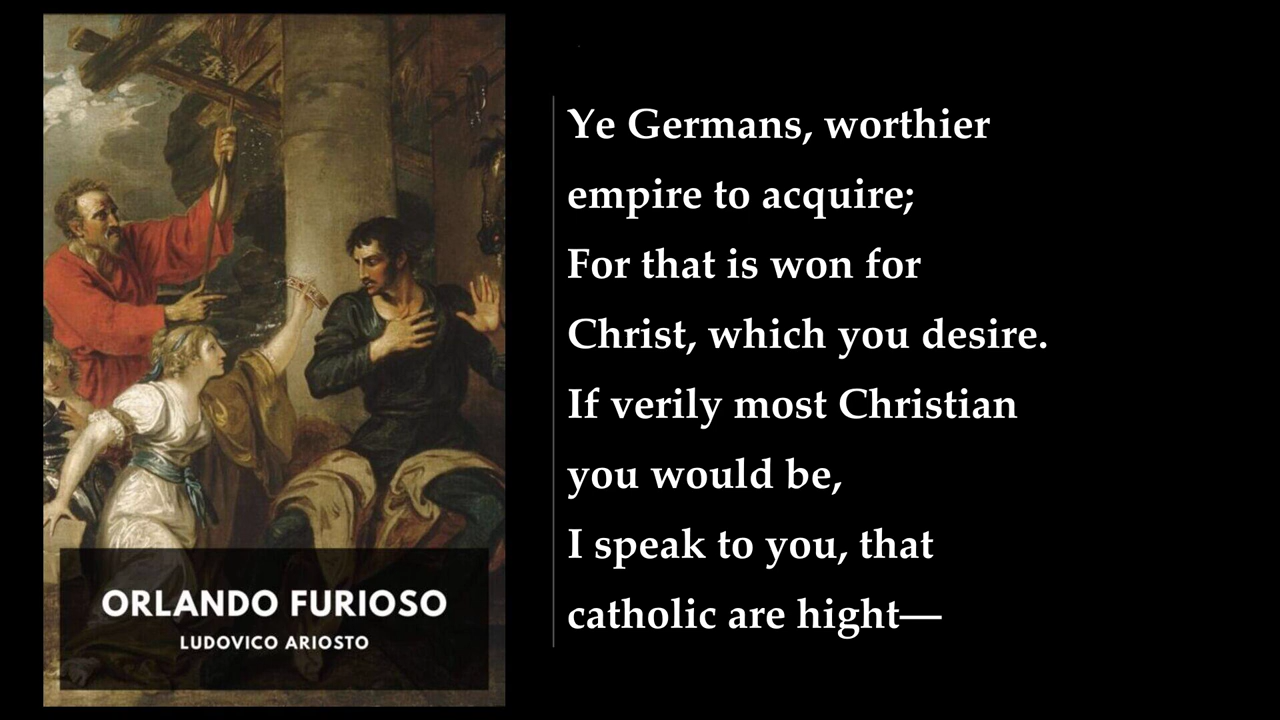 ORLANDO FURIOSO
LUDOVICO ARIOSTO
Ye Germans, worthier
empire to acquire;
For that is won for
Christ, which you desire.
If verily most Christian
you would be,
I speak to you, that
catholic are hight—